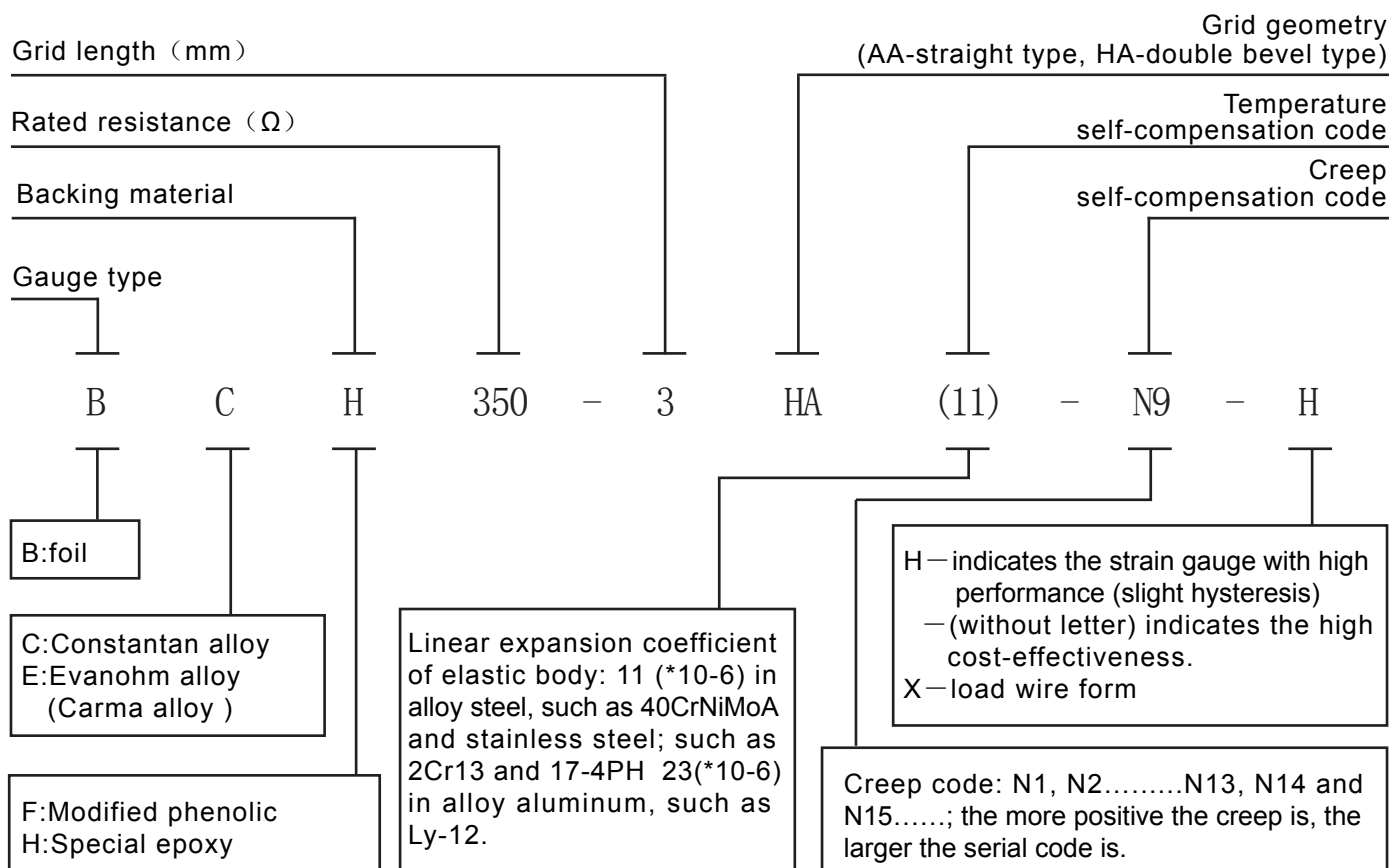 Grid length（mm）
Grid geometry
(AA-straight type, HA-double bevel type)
Rated resistance（Ω）
Temperature
self-compensation code
Backing material
Creep
self-compensation code
Gauge type
B C H 350 - 3 HA (11) - N9 - H
B:foil
C:Constantan alloy
E:Evanohm alloy
(Carma alloy )
F:Modified phenolic
H:Special epoxy
Linear expansion coefficient
of elastic body: 11 (*10-6) in
alloy steel, such as 40CrNiMoA
and stainless steel; such as
2Cr13 and 17-4PH 23(*10-6)
in alloy aluminum, such as
Ly-12.
H－indicates the strain gauge with high
performance (slight hysteresis)
－(without letter) indicates the high
cost-effectiveness.
X－load wire form
Creep code: N1, N2.........N13, N14 and
N15......; the more positive the creep is, the
larger the serial code is.